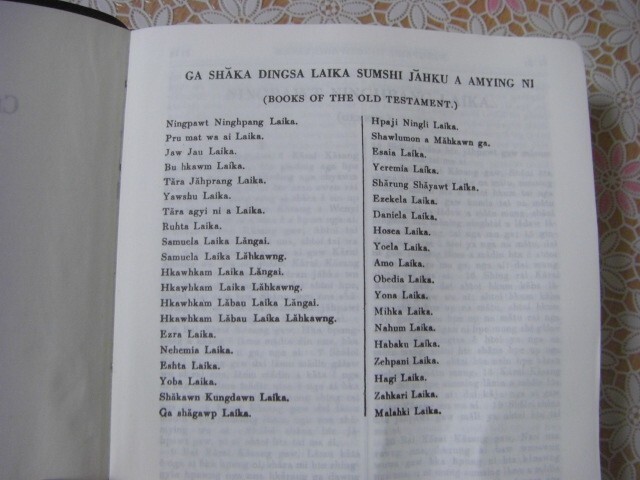 GA SHĀKA DINGSA LAIKA SUMSHI JĀHKU A AMYING NI
(BOOKS OF THE OLD TESTAMENT.)
Ningpawt Ninghpang Laika.
Pru mat wa ai Laika.
Jaw Jau Laika.
Bu hkawm Laika.
Tāra Jāhprang Laika.
Yawshu Laika.
Tāra agyi ni a Laika.
Ruhta Laika.
Samuela Laika Lāngai.
Samuela Laika Lāhkawng.
Hkawhkam Laika Lāngai.
Hkawhkam Laika Lāhkawng.
Hkawhkam Lābau Laika Lāngai.
Hkawhkam Lābau Laika Lāhkawng.
Ezra Laika.
Nehemia Laika.
Eshta Laika.
Yoba Laika.
Shākawn Kungdawn Laika.
Ga shāgawp Laika.
Hpaji Ningli Laika.
Shawlumon a Māhkawn ga.
Esaia Laika.
Yeremia Laika.
Shārung Shāyawt Laika.
Ezekela Laika.
Daniela Laika.
Hosea Laika.
Yoela Laika.
Amo Laika.
Obedia Laika.
Yona Laika.
Mihka Laika.
Nahum Laika.
Habaku Laika.
Zehpani Laika.
Hagi Laika.
Zahkari Laika.
Malahki Laika.